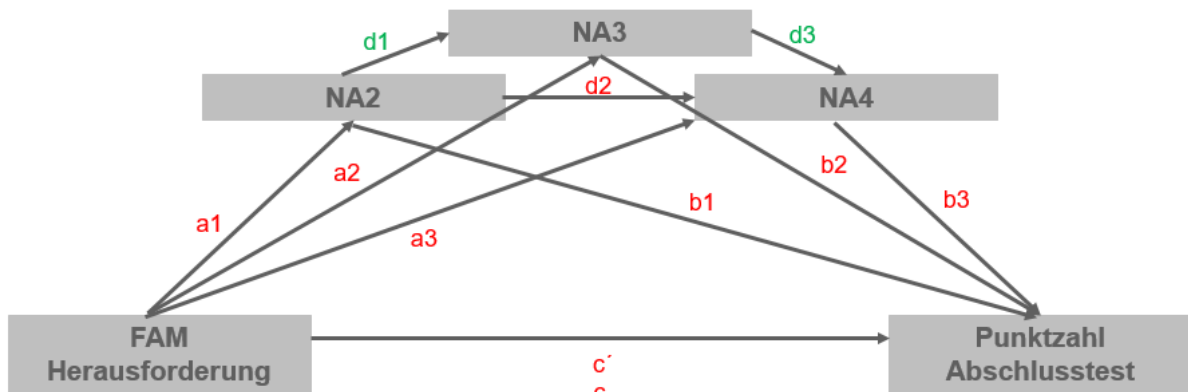 NA3
d1
d3
NA2
d2
NA4
a2
b2
a1
b1
b3
a3
FAM
Herausforderung
Punktzahl
Abschlusstest
c´